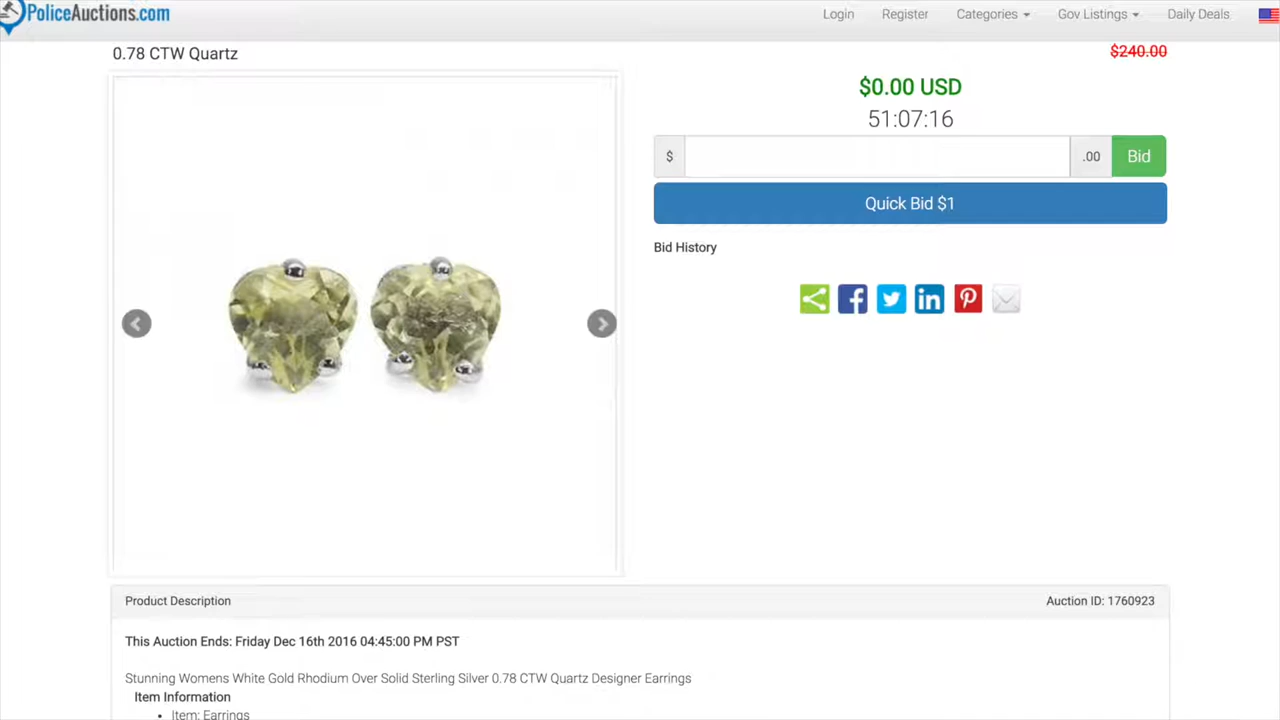 PoliceAuctions.com
Login Register Categories Gov Listings Daily Deals
0.78 CTW Quartz
$240.00
$0.00 USD
51:07:16
$ .00 Bid
Quick Bid $1
Bid History
Product Description Auction ID: 1760923
This Auction Ends: Friday Dec 16th 2016 04:45:00 PM PST
Stunning Womens White Gold Rhodium Over Solid Sterling Silver 0.78 CTW Quartz Designer Earrings
Item Information
• Item: Earrings